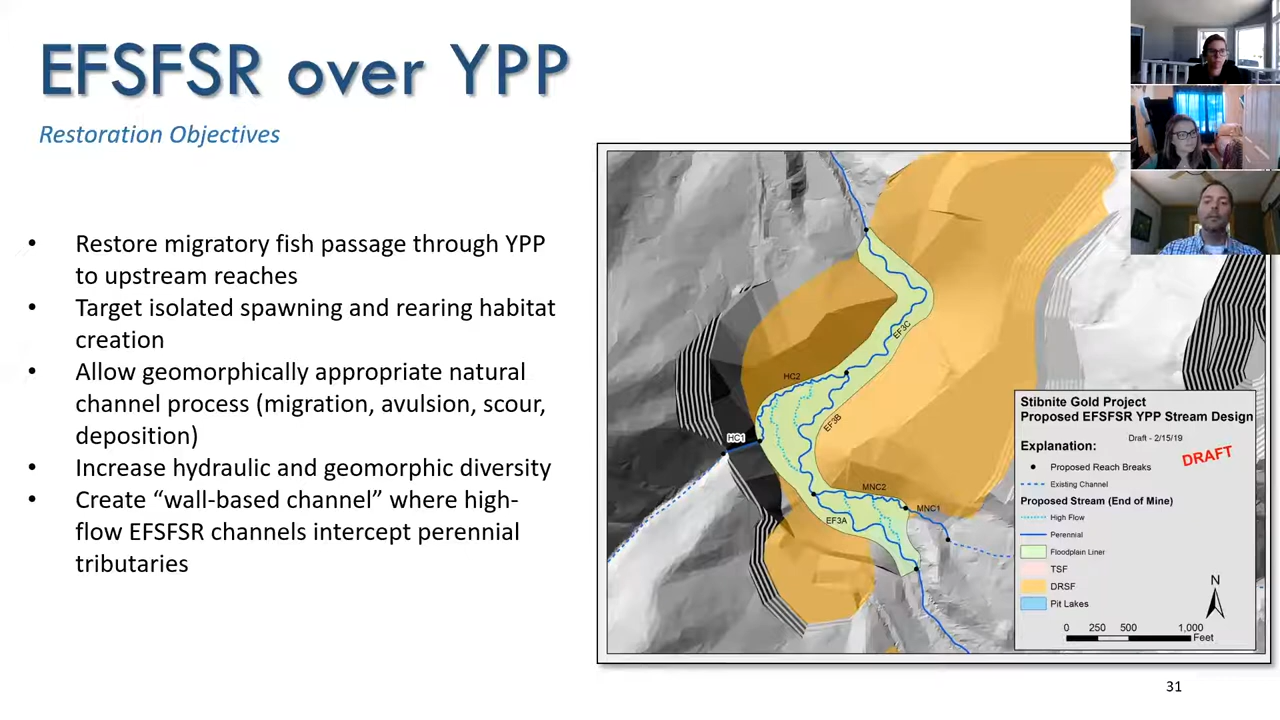 EFSFSR over YPP
Restoration Objectives
• Restore migratory fish passage through YPP
to upstream reaches
• Target isolated spawning and rearing habitat
creation
• Allow geomorphically appropriate natural
channel process (migration, avulsion, scour,
deposition)
• Increase hydraulic and geomorphic diversity
• Create “wall-based channel” where high-
flow EFSFSR channels intercept perennial
tributaries
EF3C
HC2
EF3B
HC1
MNC2
MNC1
EF3A
Stibnite Gold Project
Proposed EFSFSR YPP Stream Design
Draft - 2/15/19
Explanation:
DRAFT
Proposed Reach Breaks
Existing Channel
Proposed Stream (End of Mine)
High Flow
Perennial
Floodplain Liner
TSF
DRSF
Pit Lakes
N
0 250 500 1,000
Feet
31